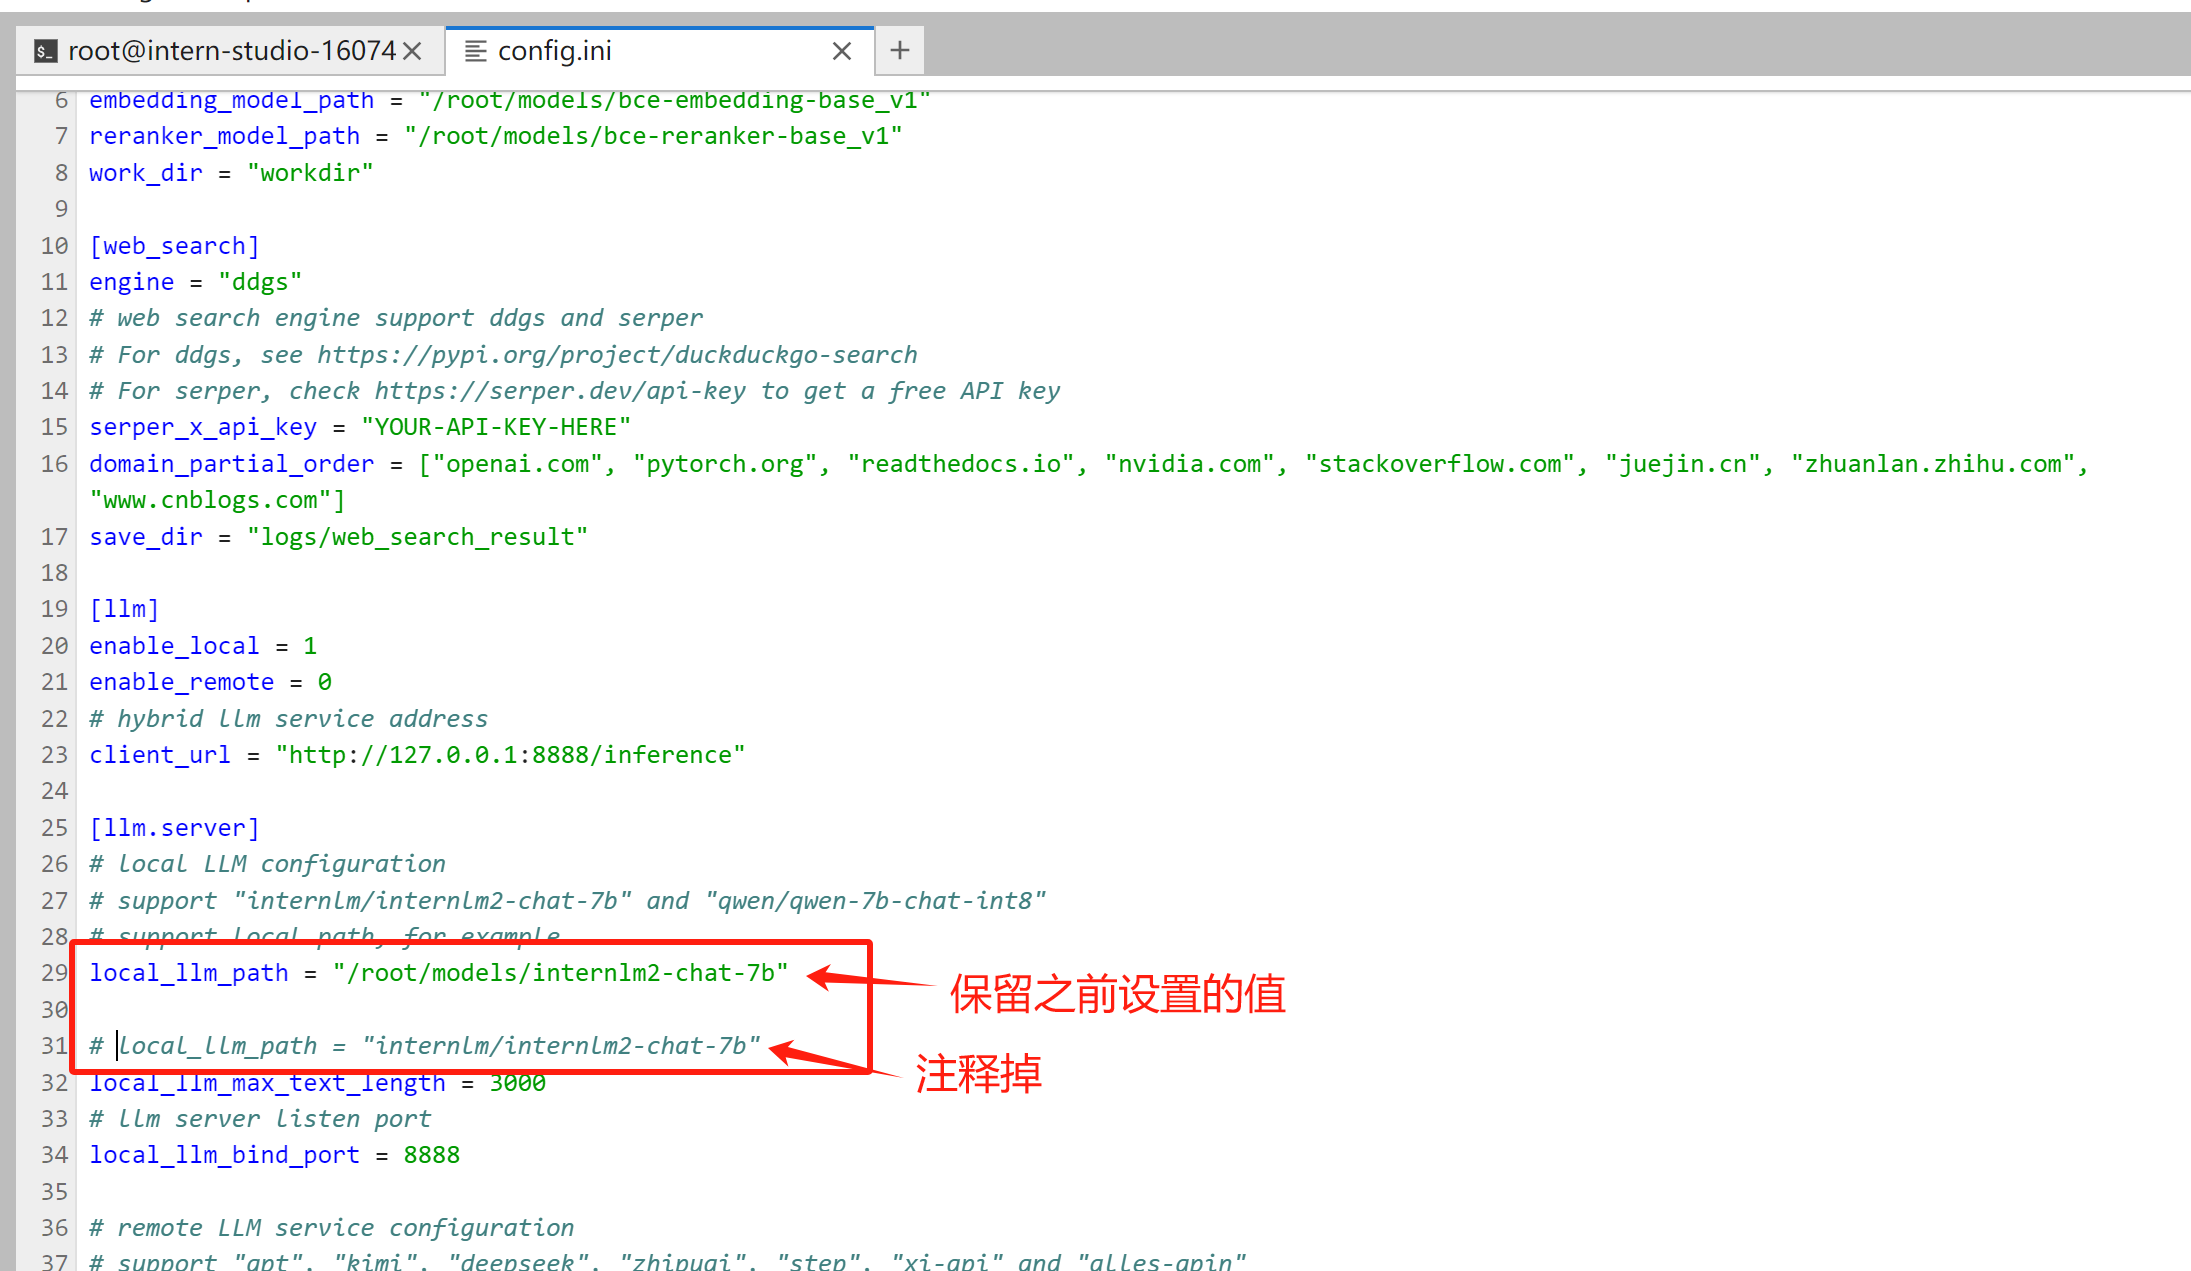 root@intern-studio-16074
config.ini
6 embedding_model_path = "/root/models/bce-embedding-base_v1"
7 reranker_model_path = "/root/models/bce-reranker-base_v1"
8 work_dir = "workdir"
9
10 [web_search]
11 engine = "ddgs"
12 # web search engine support ddgs and serper
13 # For ddgs, see https://pypi.org/project/duckduckgo-search
14 # For serper, check https://serper.dev/api-key to get a free API key
15 serper_x_api_key = "YOUR-API-KEY-HERE"
16 domain_partial_order = ["openai.com", "pytorch.org", "readthedocs.io", "nvidia.com", "stackoverflow.com", "juejin.cn", "zhuanlan.zhihu.com",
"www.cnblogs.com"]
17 save_dir = "logs/web_search_result"
18
19 [llm]
20 enable_local = 1
21 enable_remote = 0
22 # hybrid llm service address
23 client_url = "http://127.0.0.1:8888/inference"
24
25 [llm.server]
26 # local LLM configuration
27 # support "internlm/internlm2-chat-7b" and "qwen/qwen-7b-chat-int8"
28 # support local path, for example
29 local_llm_path = "/root/models/internlm2-chat-7b"
保留之前设置的值
30
31 # local_llm_path = "internlm/internlm2-chat-7b"
注释掉
32 local_llm_max_text_length = 3000
33 # llm server listen port
34 local_llm_bind_port = 8888
35
36 # remote LLM service configuration
37 # support "gpt", "kimi", "deepseek", "zhipuai", "step", "xi-api" and "alles-apin"